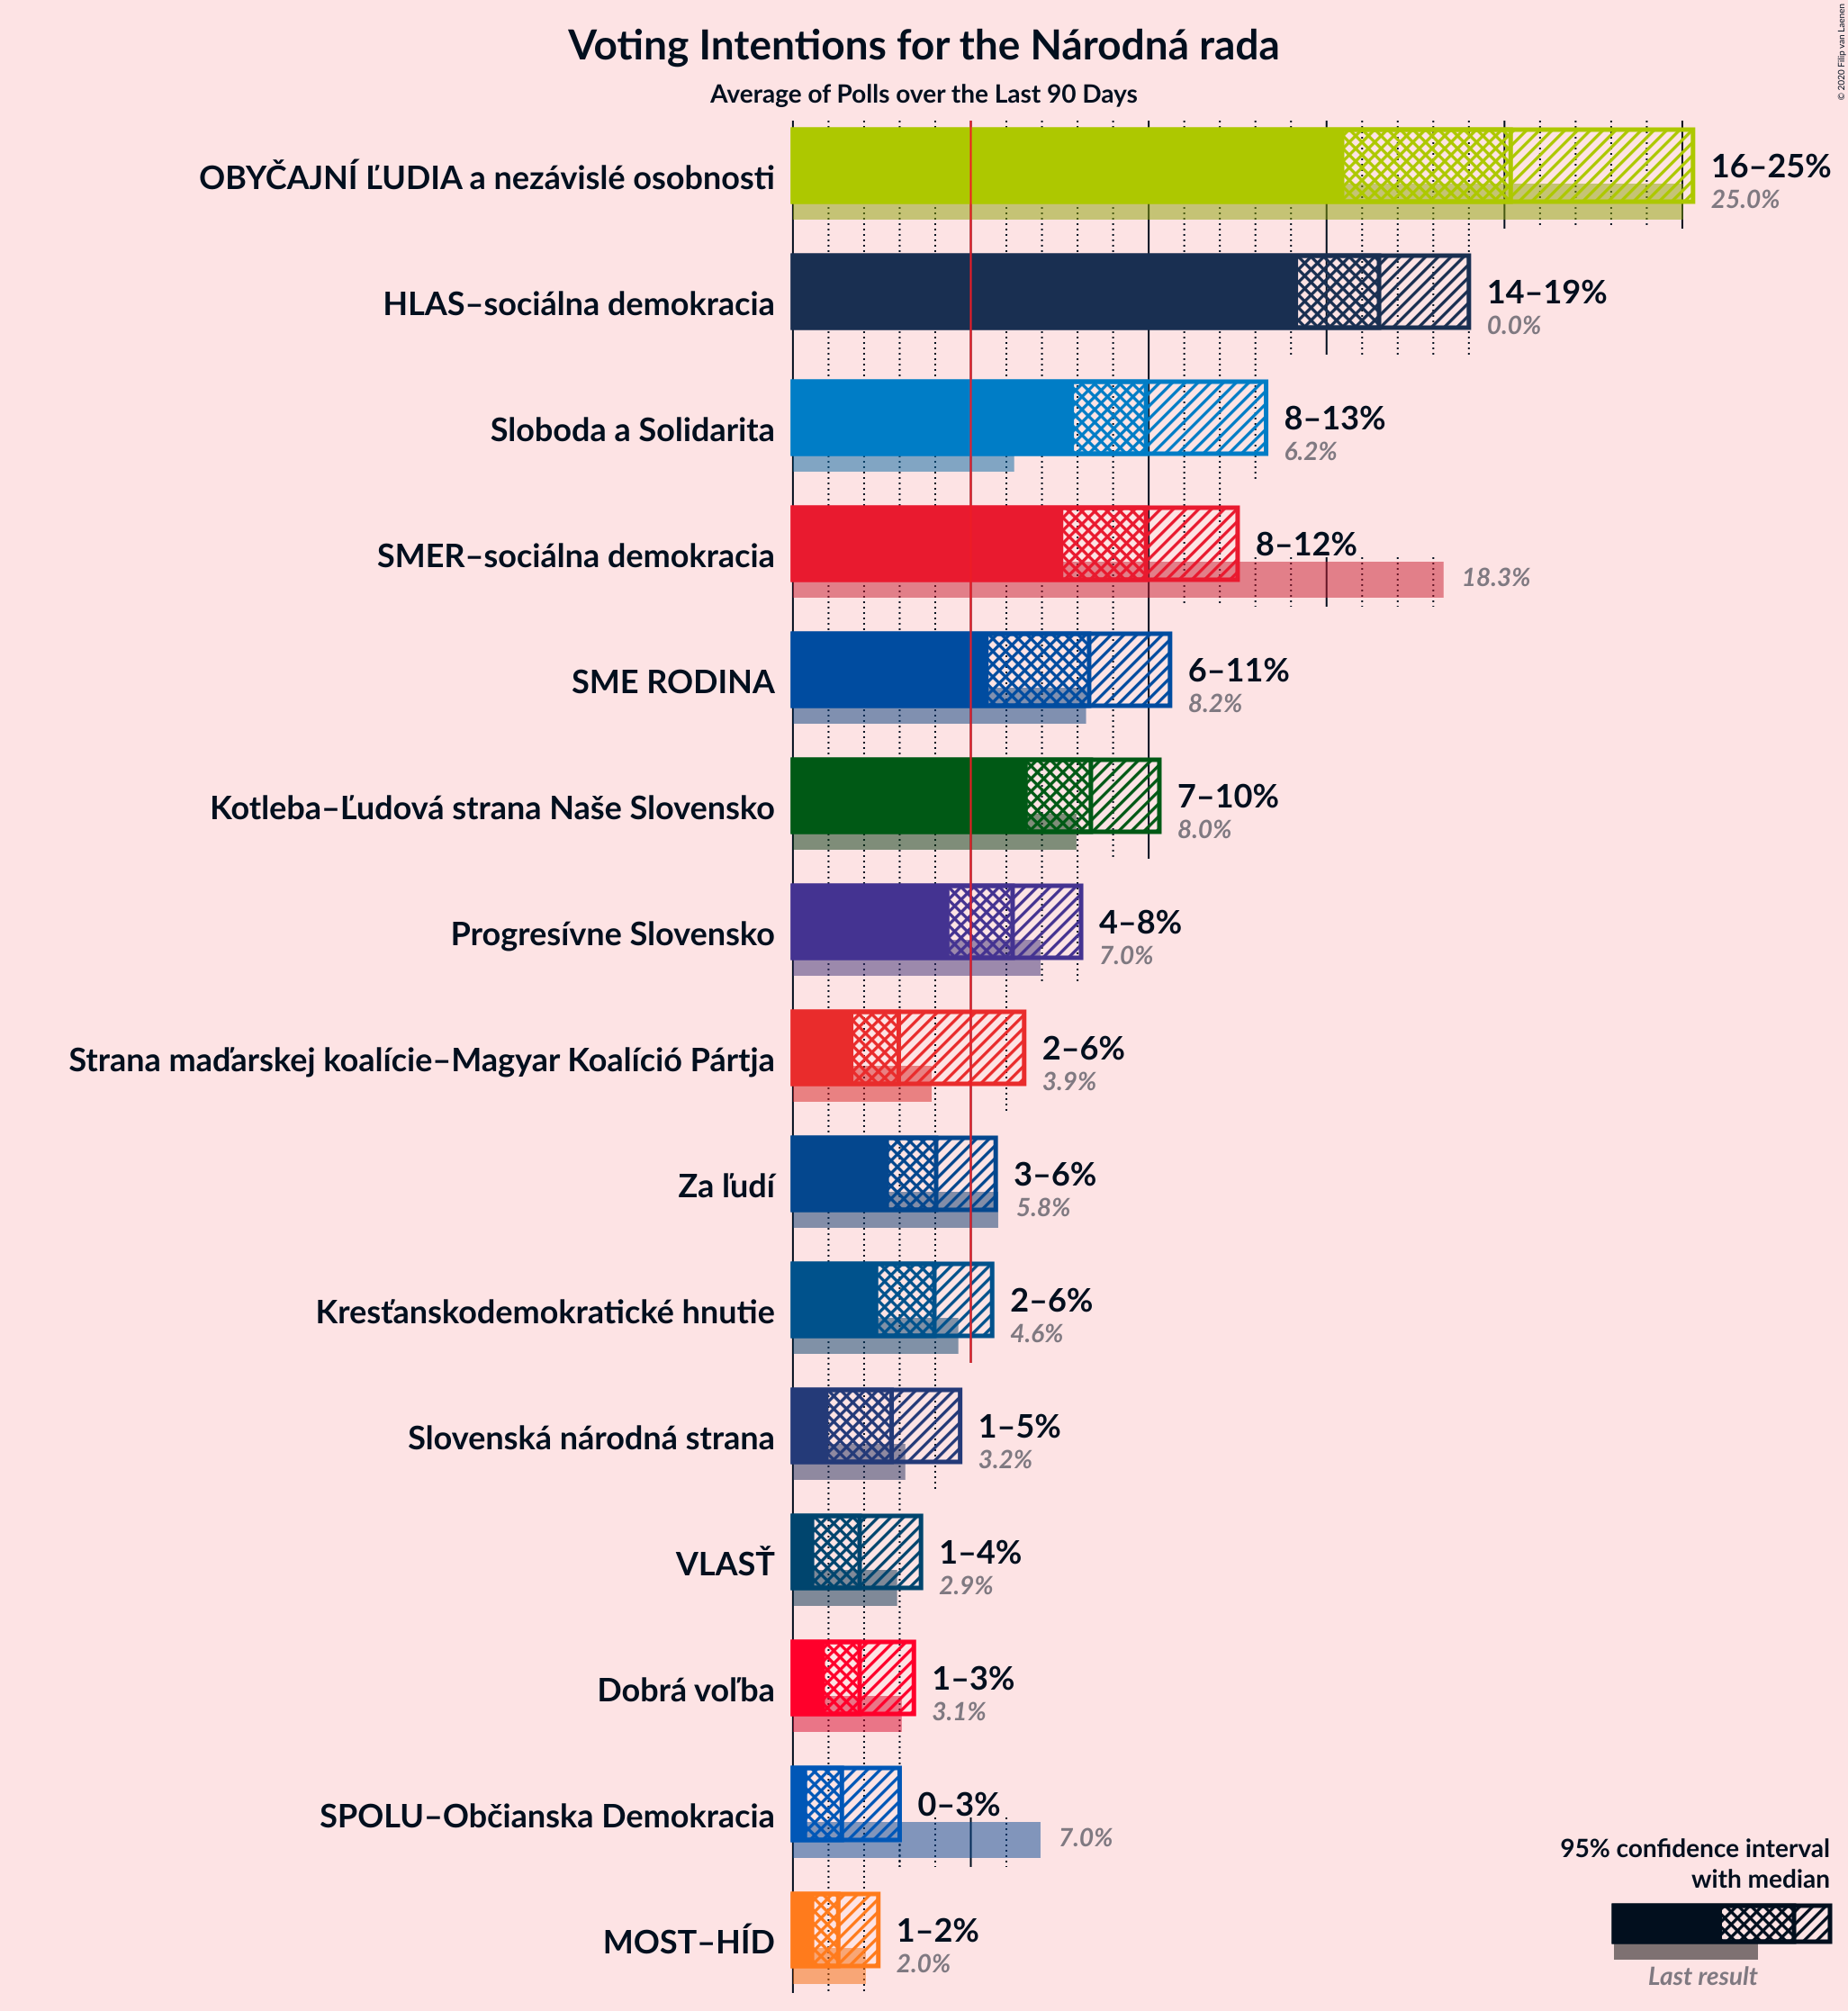 Voting Intentions for the Národná rada
Average of Polls over the Last 90 Days
© 2020 Filip van Laenen
OBYČAJNÍ ĽUDIA a nezávislé osobnosti
16–25%
25.0%
HLAS–sociálna demokracia
14–19%
0.0%
Sloboda a Solidarita
8–13%
6.2%
SMER–sociálna demokracia
8–12%
18.3%
SME RODINA
6–11%
8.2%
Kotleba–Ľudová strana Naše Slovensko
7–10%
8.0%
Progresívne Slovensko
4–8%
7.0%
Strana maďarskej koalície–Magyar Koalíció Pártja
2–6%
3.9%
Za ľudí
3–6%
5.8%
Kresťanskodemokratické hnutie
2–6%
4.6%
Slovenská národná strana
1–5%
3.2%
VLASŤ
1–4%
2.9%
Dobrá voľba
1–3%
3.1%
SPOLU–Občianska Demokracia
0–3%
7.0%
MOST–HÍD
1–2%
2.0%
95% confidence interval
with median
Last result